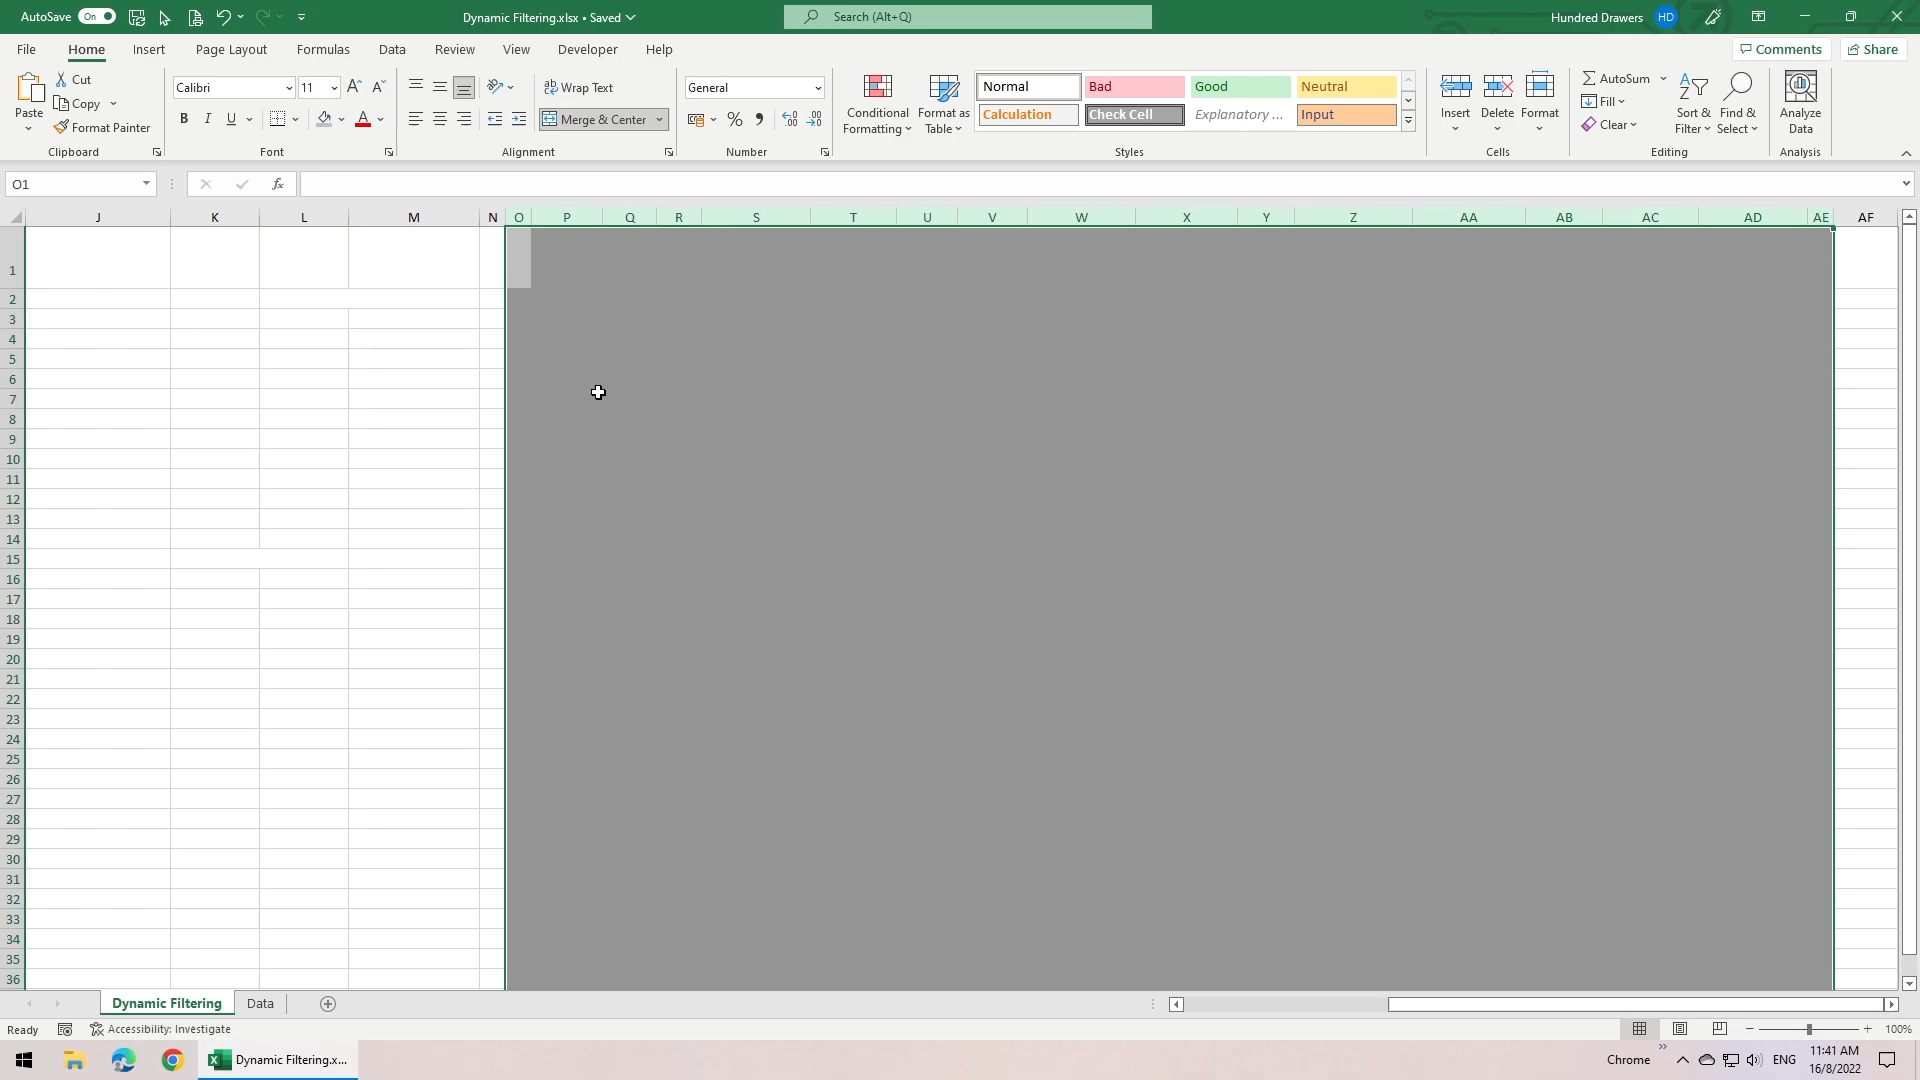 AutoSave On Dynamic Filtering.xlsx • Saved Search (Alt+Q) Hundred Drawers HD
File Home Insert Page Layout Formulas Data Review View Developer Help Comments Share
Paste Cut Copy Format Painter Clipboard
Calibri 11 B I U Font
Wrap Text Merge & Center Alignment
General % Number
Conditional Formatting Format as Table
Normal Bad Good Neutral
Calculation Check Cell Explanatory ... Input
Styles
Insert Delete Format Cells
AutoSum Fill Clear Sort & Filter Find & Select Editing
Analyze Data Analysis
O1 fx
J K L M N O P Q R S T U V W X Y Z AA AB AC AD AE AF
1
2
3
4
5
6
7
8
9
10
11
12
13
14
15
16
17
18
19
20
21
22
23
24
25
26
27
28
29
30
31
32
33
34
35
36
Dynamic Filtering Data
Ready Accessibility: Investigate 100%
Dynamic Filtering.x... Chrome ENG 11:41 AM
16/8/2022